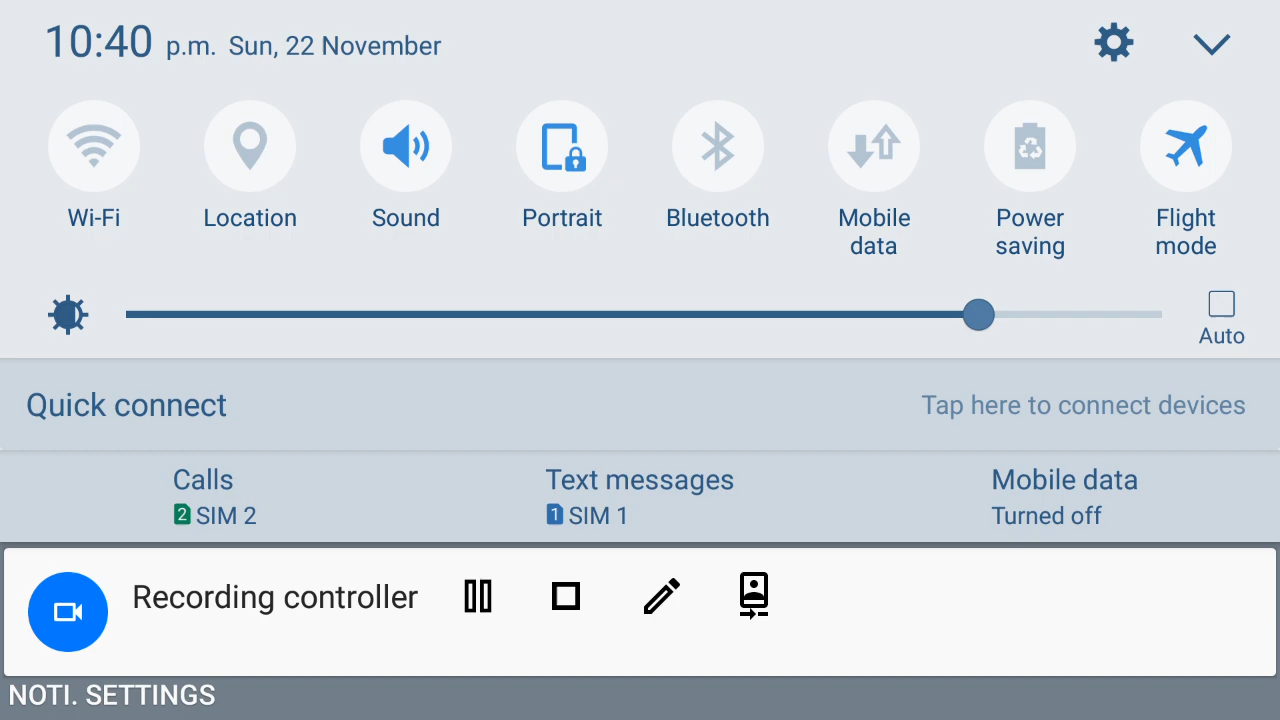 10:40 p.m. Sun, 22 November
Wi-Fi
Location
Sound
Portrait
Bluetooth
Mobile
data
Power
saving
Flight
mode
Auto
Quick connect
Tap here to connect devices
Calls
2 SIM 2
Text messages
1 SIM 1
Mobile data
Turned off
Recording controller
NOTI. SETTINGS